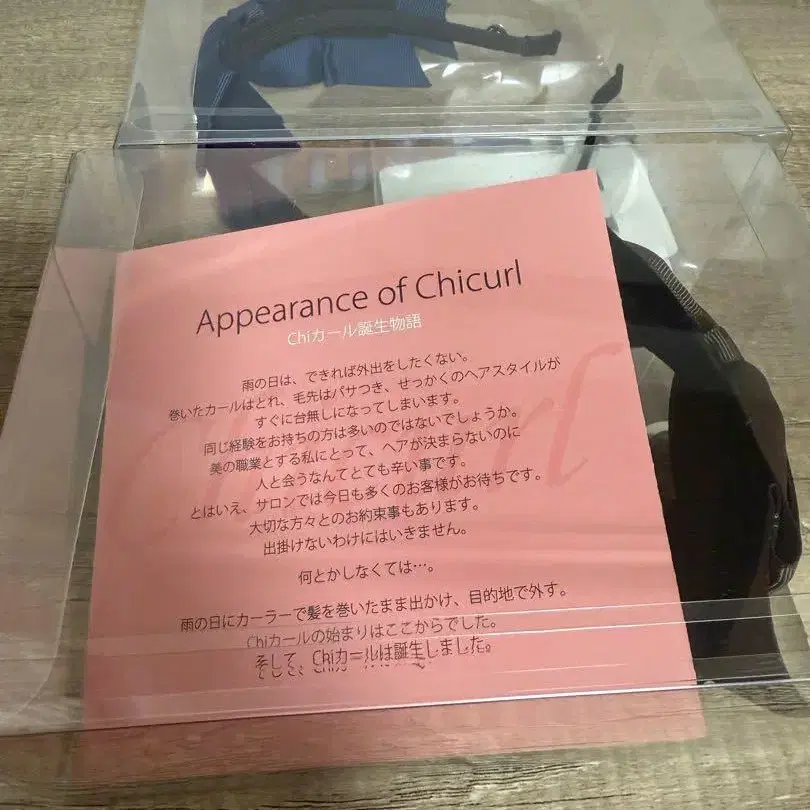 Appearance of Chicurl
Chiカール誕生物語
雨の日は、できれば外出をしたくない。
巻いたカールはとれ、毛先はパサつき、せっかくのヘアスタイルが
すぐに台無しになってしまいます。
同じ経験をお持ちの方は多いのではないでしょうか。
美の職業とする私にとって、ヘアが決まらないのに
人と会うなんてとても辛い事です。
とはいえ、サロンでは今日も多くのお客様がお待ちです。
大切な方々とのお約束事もあります。
出掛けないわけにはいきません。
何とかしなくては…。
雨の日にカーラーで髪を巻いたまま出かけ、目的地で外す。
Chiカールの始まりはここからでした。
そして、Chiカールは誕生しました。